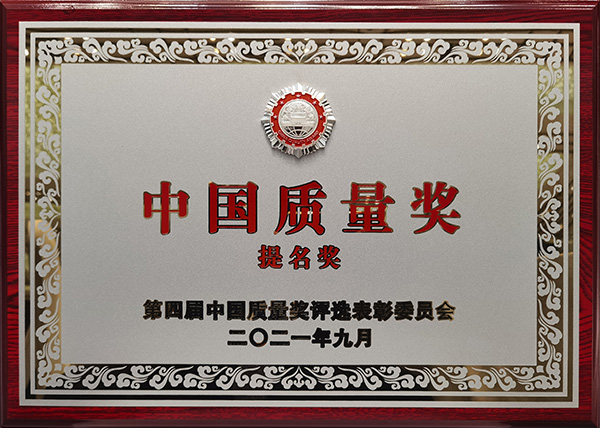 中国质量奖
提名奖
第四届中国质量奖评选表彰委员会
二〇二一年九月